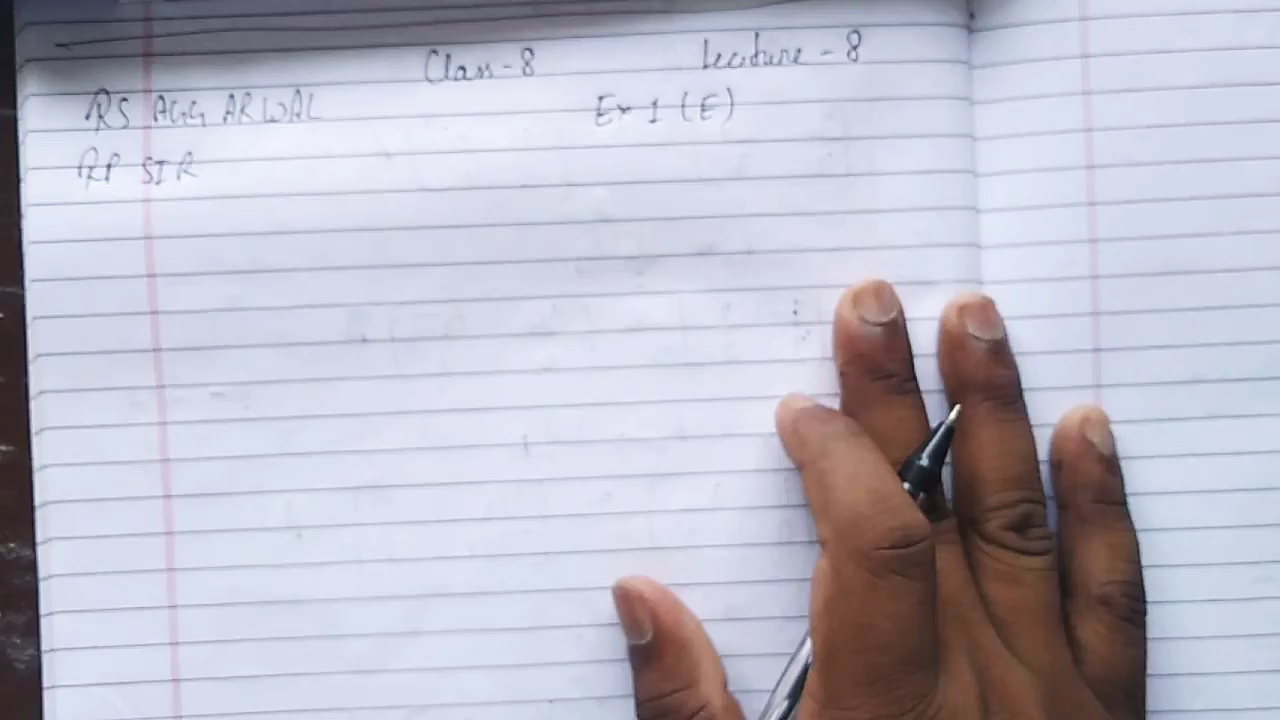 Class-8 Lecture - 8
RS AGGARWAL Ex 1 (E)
RP SIR